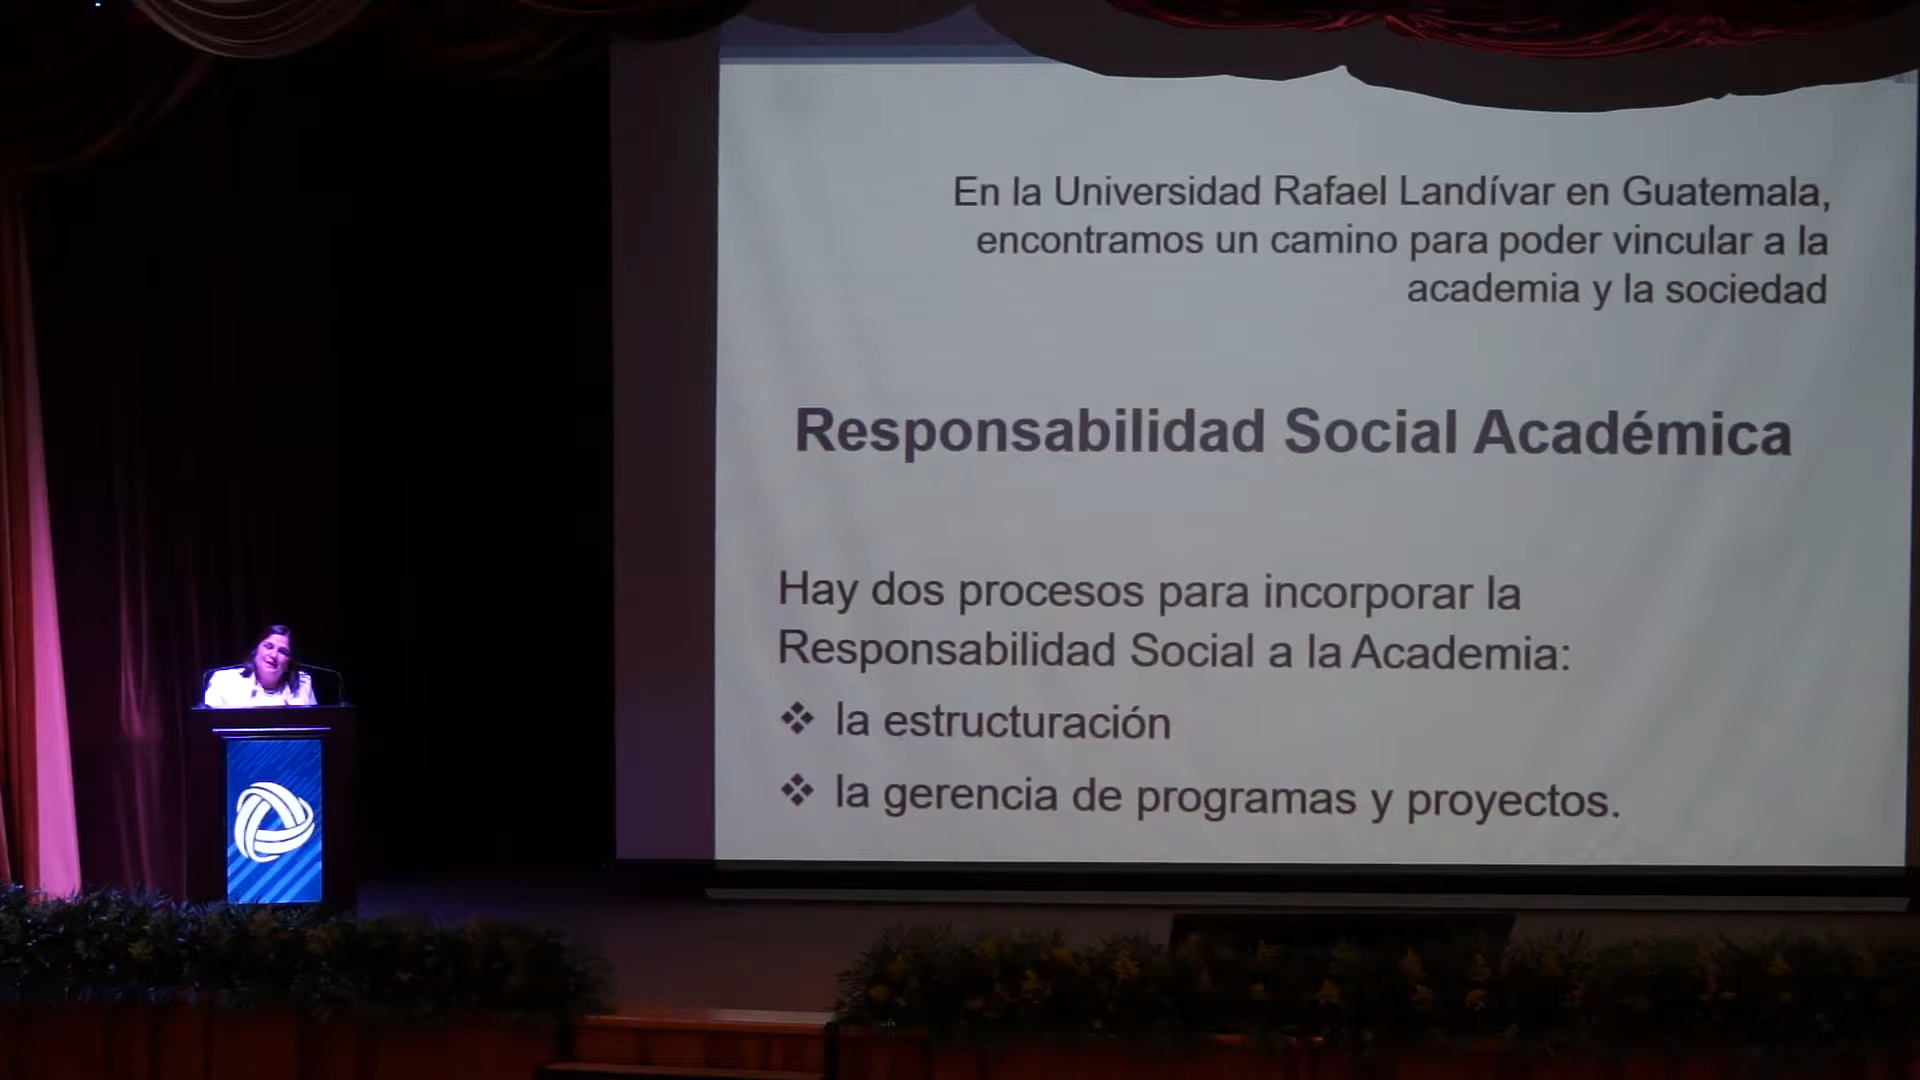 En la Universidad Rafael Landívar en Guatemala,
encontramos un camino para poder vincular a la
academia y la sociedad
Responsabilidad Social Académica
Hay dos procesos para incorporar la
Responsabilidad Social a la Academia:
❖ la estructuración
❖ la gerencia de programas y proyectos.